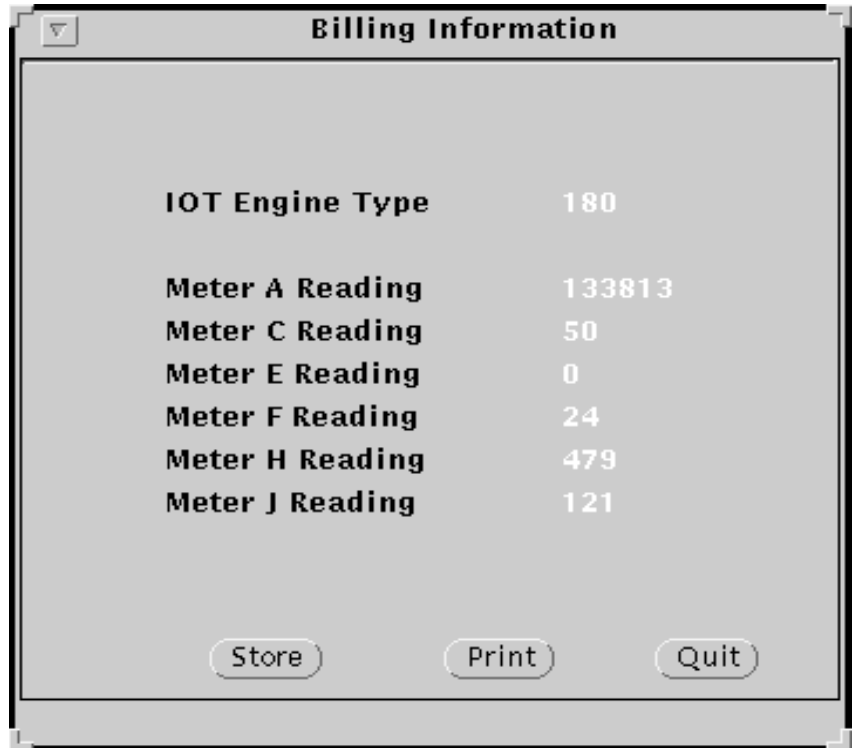 Billing Information
IOT Engine Type 180
Meter A Reading 133813
Meter C Reading 50
Meter E Reading 0
Meter F Reading 24
Meter H Reading 479
Meter J Reading 121
Store Print Quit